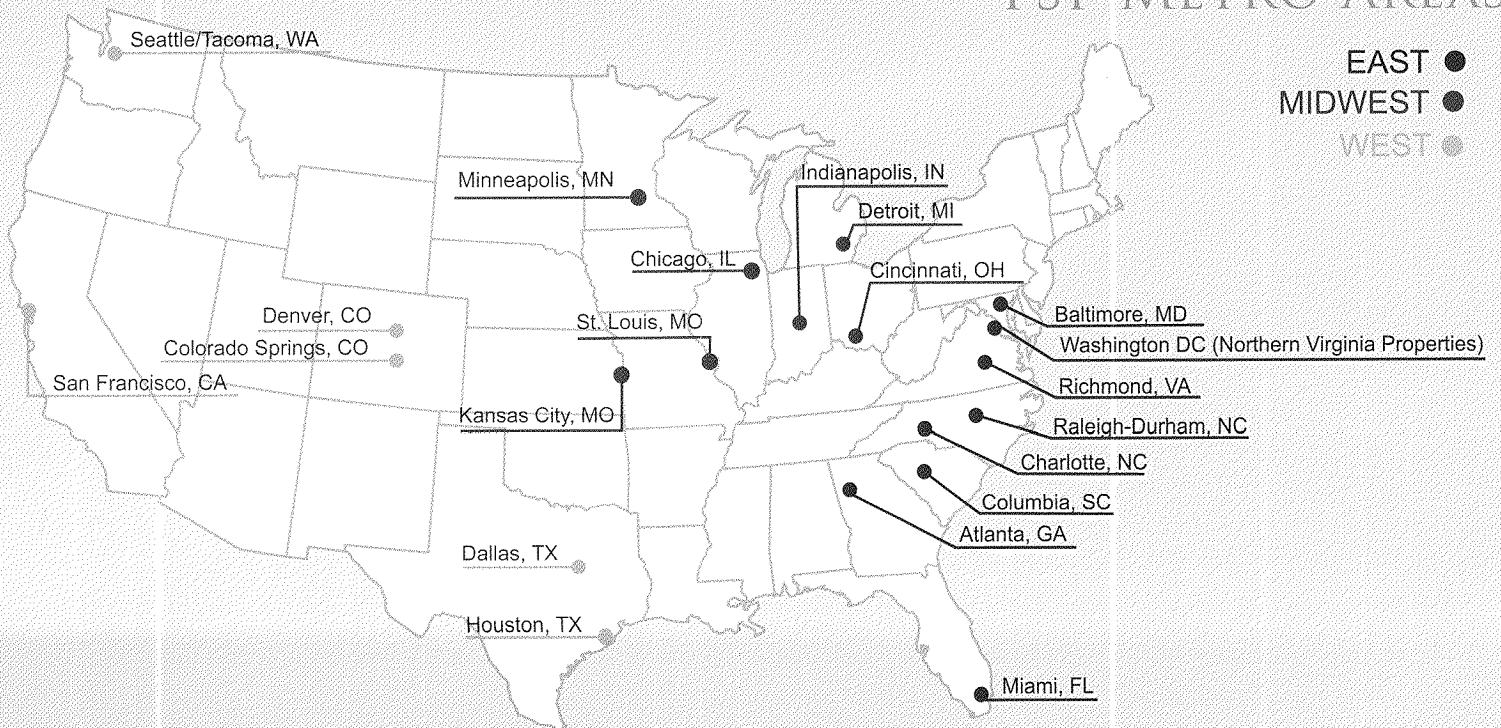 METRO AREAS
EAST
MIDWEST
WEST
Seattle/Tacoma, WA
Minneapolis, MN
Indianapolis, IN
Detroit, MI
Chicago, IL
Cincinnati, OH
Denver, CO
St. Louis, MO
Baltimore, MD
Colorado Springs, CO
Washington DC (Northern Virginia Properties)
San Francisco, CA
Richmond, VA
Kansas City, MO
Raleigh-Durham, NC
Charlotte, NC
Columbia, SC
Atlanta, GA
Dallas, TX
Houston, TX
Miami, FL